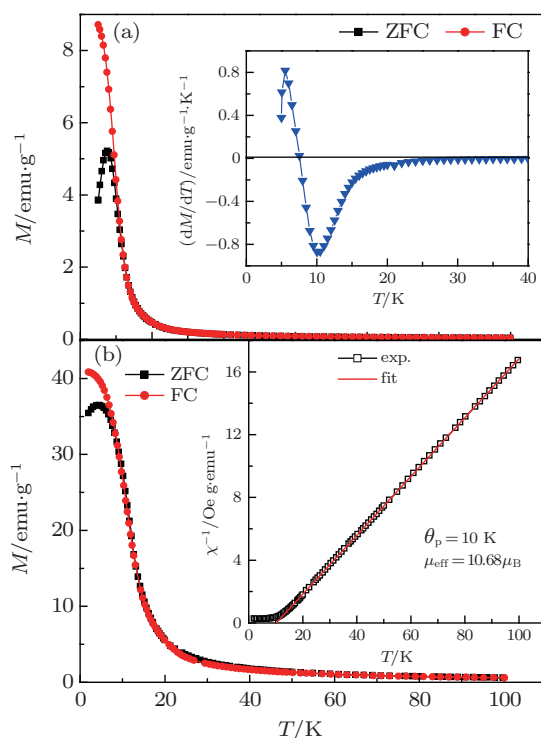 (a)
ZFC FC
M/emu·g⁻¹
8
6
4
2
0
(dM/dT)/emu·g⁻¹·K⁻¹
0.8
0.4
0
−0.4
−0.8
0 10 20 30 40
T/K
(b)
ZFC
FC
M/emu·g⁻¹
40
30
20
10
0
exp.
fit
χ⁻¹/Oe g·emu⁻¹
16
12
8
4
0
θp=10 K
μeff=10.68μB
0 20 40 60 80 100
T/K
0 20 40 60 80 100
T/K